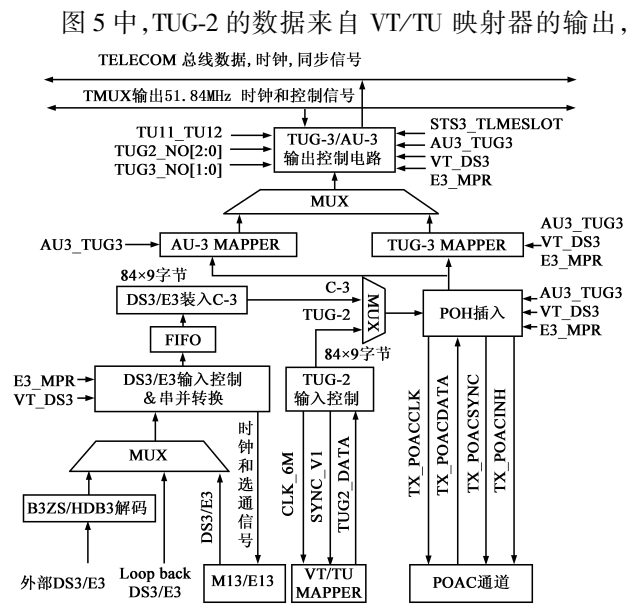 图 5 中,TUG-2 的数据来自 VT/TU 映射器的输出,
TELECOM 总线数据,时钟,同步信号
TMUX输出51.84MHz 时钟和控制信号
TU11_TU12
TUG2_NO[2:0]
TUG3_NO[1:0]
TUG-3/AU-3
输出控制电路
STS3_TLMESLOT
AU3_TUG3
VT_DS3
E3_MPR
MUX
AU3_TUG3
AU-3 MAPPER
TUG-3 MAPPER
AU3_TUG3
VT_DS3
E3_MPR
84×9字节
DS3/E3装入C-3
C-3
TUG-2
MUX
POH插入
AU3_TUG3
VT_DS3
E3_MPR
FIFO
84×9字节
E3_MPR
VT_DS3
DS3/E3输入控制
&串并转换
TUG-2
输入控制
MUX
时钟和选通信号
CLK_6M
SYNC_V1
TUG2_DATA
TX_POACCLK
TX_POACDATA
TX_POACSYNC
TX_POACINH
B3ZS/HDB3解码
DS3/E3
外部DS3/E3
Loop back
DS3/E3
M13/E13
VT/TU
MAPPER
POAC通道